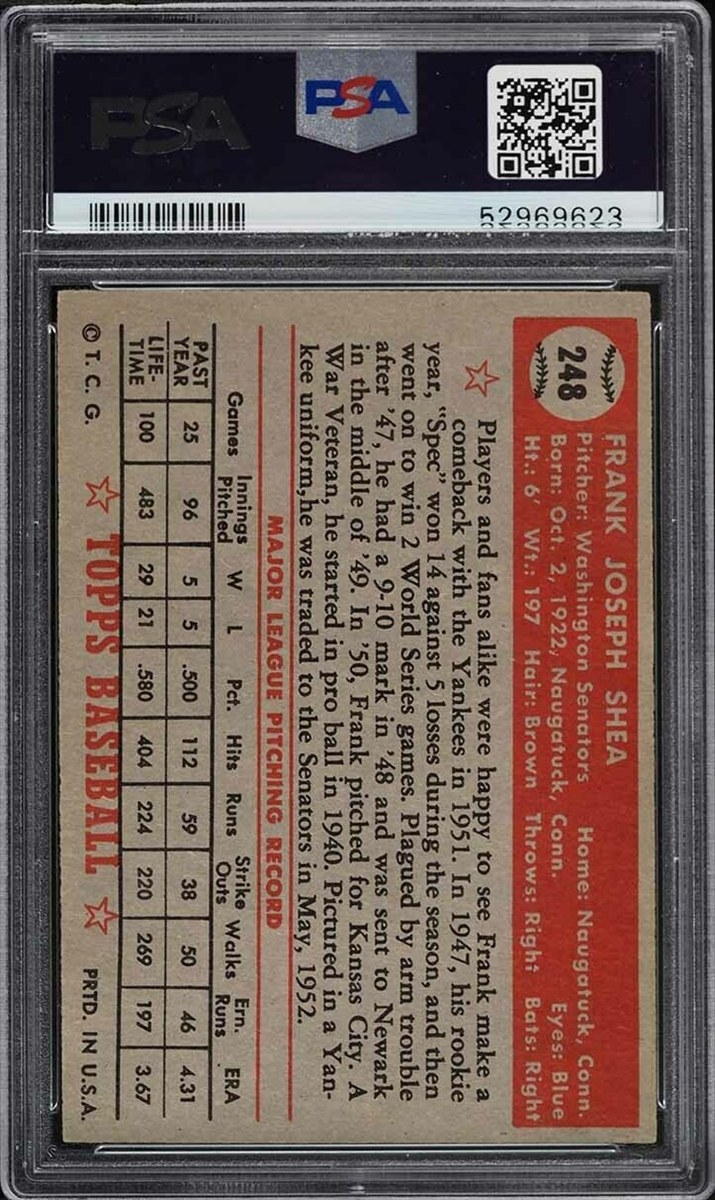 PSA
PSA
52969623
248
FRANK JOSEPH SHEA
Pitcher: Washington Senators Home: Naugatuck, Conn.
Born: Oct. 2, 1922, Naugatuck, Conn. Eyes: Blue
Ht.: 6' Wt.: 197 Hair: Brown Throws: Right Bats: Right
Players and fans alike were happy to see Frank make a
comeback with the Yankees in 1951. In 1947, his rookie
year, "Spec" won 14 against 5 losses during the season, and then
went on to win 2 World Series games. Plagued by arm trouble
after '47, he had a 9-10 mark in '48 and was sent to Newark
in the middle of '49. In '50, Frank pitched for Kansas City. A
War Veteran, he started in pro ball in 1940. Pictured in a Yan-
kee uniform, he was traded to the Senators in May, 1952.
MAJOR LEAGUE PITCHING RECORD
Games Innings Pitched W L Pct. Hits Runs Strike Outs Walks Ern. Runs ERA
PAST YEAR 25 96 5 5 .500 112 59 38 50 46 4.31
LIFE-TIME 100 483 29 21 .580 404 224 220 269 197 3.67
© T. C. G. ☆ TOPPS BASEBALL ☆ PRTD. IN U.S.A.